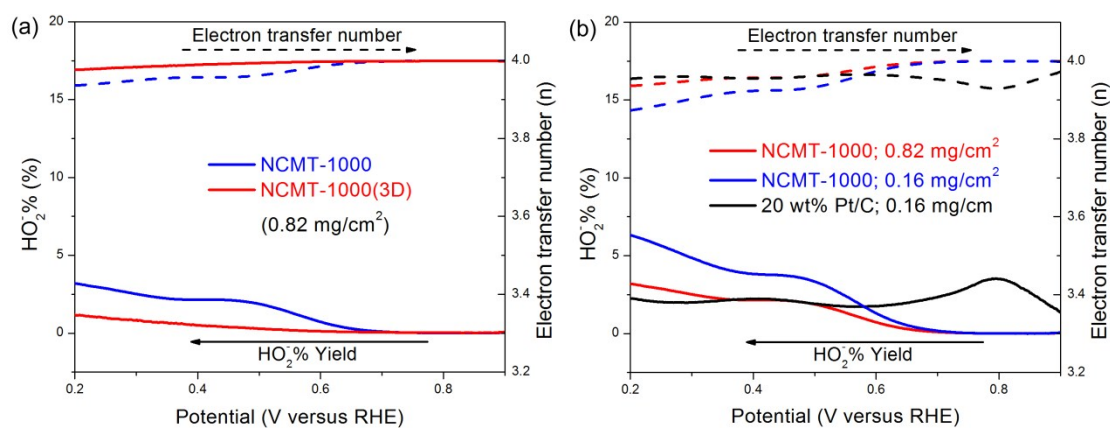 (a)
Electron transfer number
20
15
10
5
0
HO₂⁻% (%)
4.0
3.8
3.6
3.4
3.2
Electron transfer number (n)
NCMT-1000
NCMT-1000(3D)
(0.82 mg/cm²)
HO₂⁻% Yield
0.2 0.4 0.6 0.8
Potential (V versus RHE)
(b)
Electron transfer number
20
15
10
5
0
HO₂⁻% (%)
4.0
3.8
3.6
3.4
3.2
Electron transfer number (n)
NCMT-1000; 0.82 mg/cm²
NCMT-1000; 0.16 mg/cm²
20 wt% Pt/C; 0.16 mg/cm
HO₂⁻% Yield
0.2 0.4 0.6 0.8
Potential (V versus RHE)